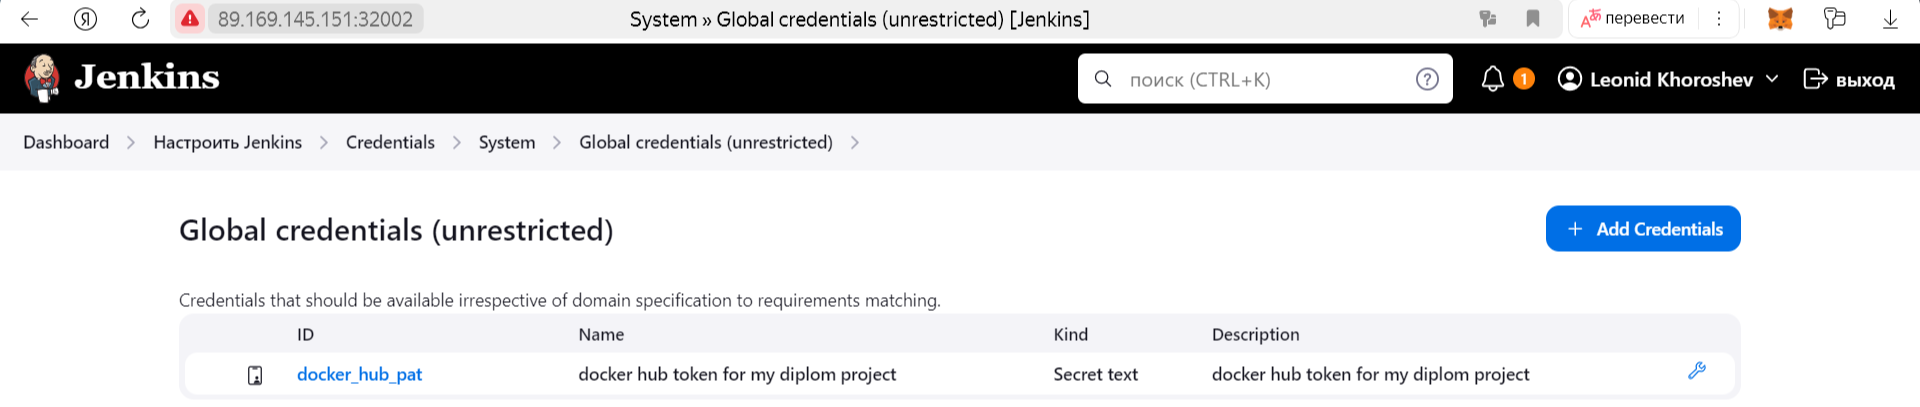 89.169.145.151:32002 System » Global credentials (unrestricted) [Jenkins] перевести
Jenkins поиск (CTRL+K) 1 Leonid Khoroshev выход
Dashboard Настроить Jenkins Credentials System Global credentials (unrestricted)
Global credentials (unrestricted) + Add Credentials
Credentials that should be available irrespective of domain specification to requirements matching.
ID Name Kind Description
docker_hub_pat docker hub token for my diplom project Secret text docker hub token for my diplom project